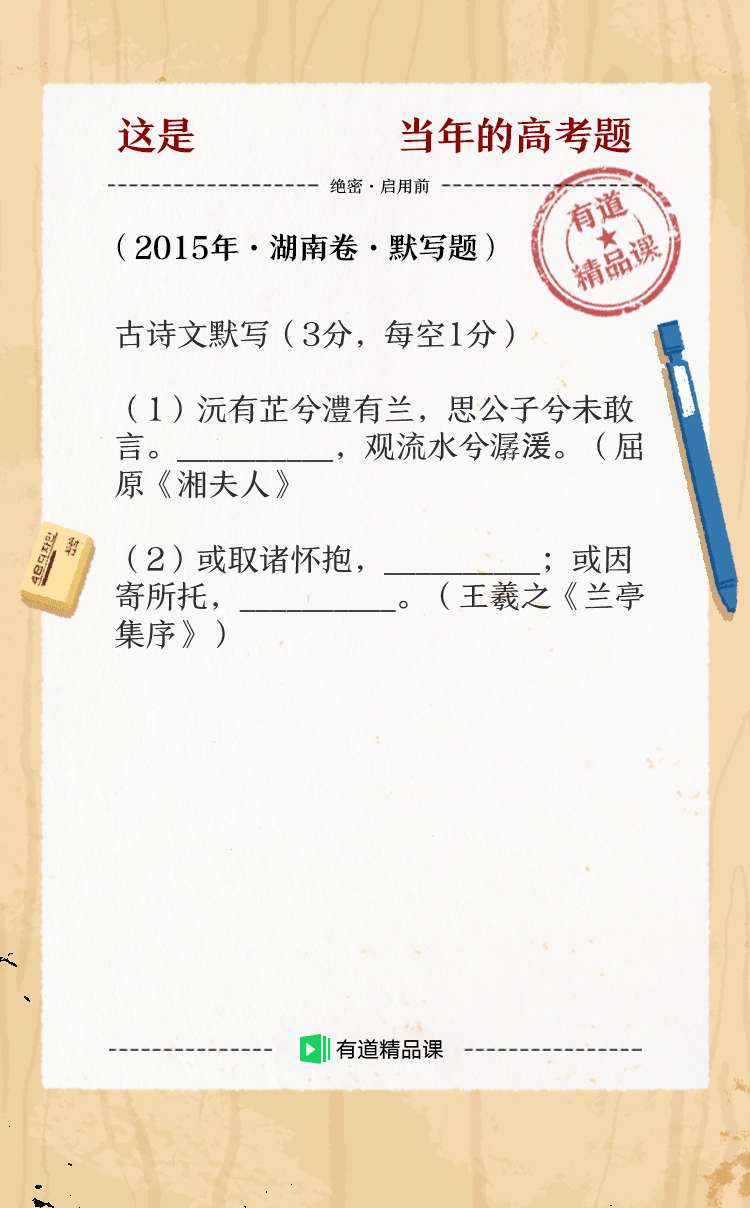 这是 当年的高考题
绝密·启用前
有道
精品课
（2015年·湖南卷·默写题）
古诗文默写（3分，每空1分）
（1）沅有芷兮澧有兰，思公子兮未敢
言。__________，观流水兮潺湲。（屈
原《湘夫人》
（2）或取诸怀抱，__________；或因
寄所托，__________。（王羲之《兰亭
集序》）
有道精品课